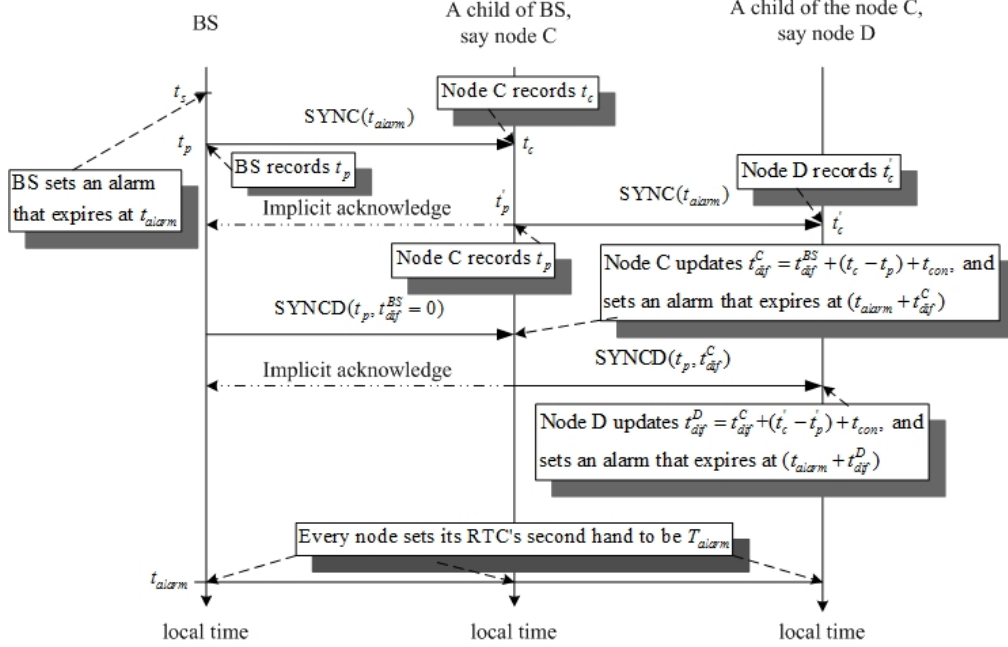 BS
A child of BS,
say node C
A child of the node C,
say node D
t_s
Node C records t_c
SYNC(t_alarm)
t_p
t_c
BS records t_p
Node D records t'_c
BS sets an alarm
that expires at t_alarm
SYNC(t_alarm)
Implicit acknowledge
t'_p
t'_c
Node C records t_p
Node C updates t^C_dif = t^BS_dif + (t_c − t_p) + t_con, and
sets an alarm that expires at (t_alarm + t^C_dif)
SYNCD(t_p, t^BS_dif = 0)
SYNCD(t_p, t^C_dif)
Implicit acknowledge
Node D updates t^D_dif = t^C_dif + (t'_c − t'_p) + t_con, and
sets an alarm that expires at (t_alarm + t^D_dif)
Every node sets its RTC's second hand to be T_alarm
t_alarm
local time
local time
local time